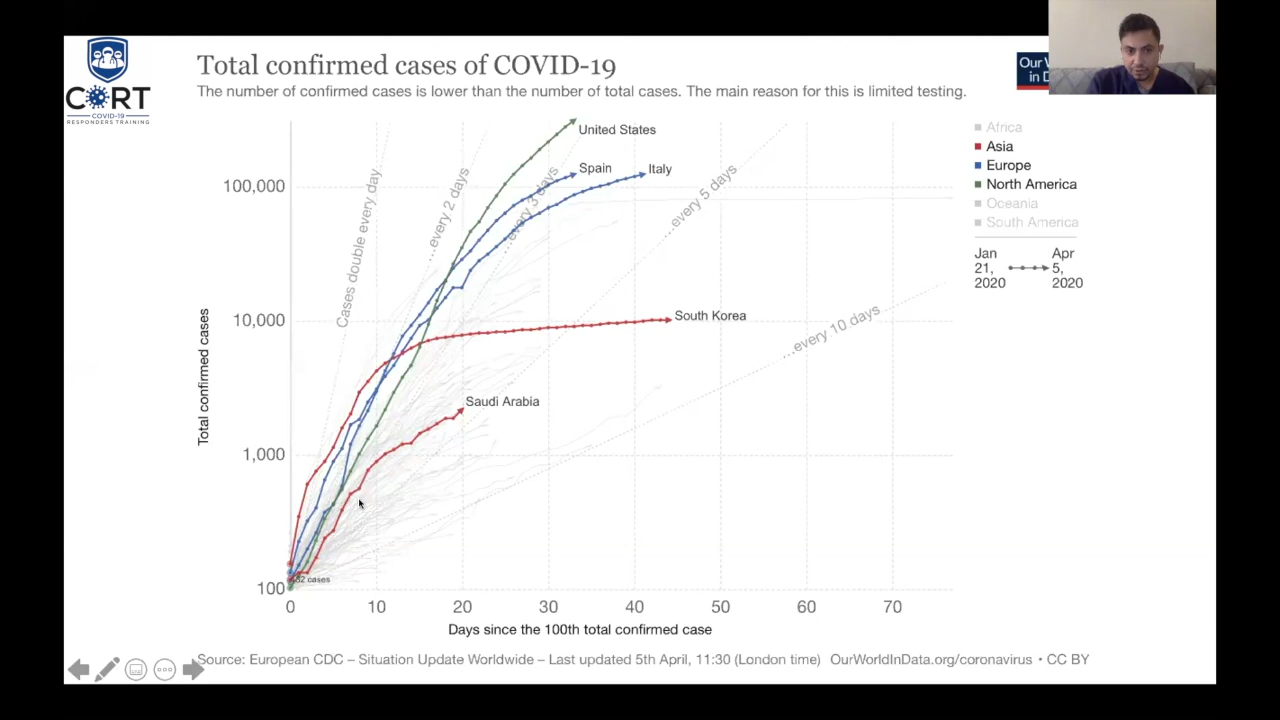 CORT
COVID-19
RESPONDERS TRAINING
Total confirmed cases of COVID-19
The number of confirmed cases is lower than the number of total cases. The main reason for this is limited testing.
Our
in D
Africa
Asia
Europe
North America
Oceania
South America
Jan 21, 2020
Apr 5, 2020
Total confirmed cases
100,000
10,000
1,000
100
Cases double every day
...every 2 days
every 3 days
...every 5 days
...every 10 days
United States
Spain
Italy
South Korea
Saudi Arabia
0 10 20 30 40 50 60 70
Days since the 100th total confirmed case
Source: European CDC – Situation Update Worldwide – Last updated 5th April, 11:30 (London time) OurWorldInData.org/coronavirus • CC BY